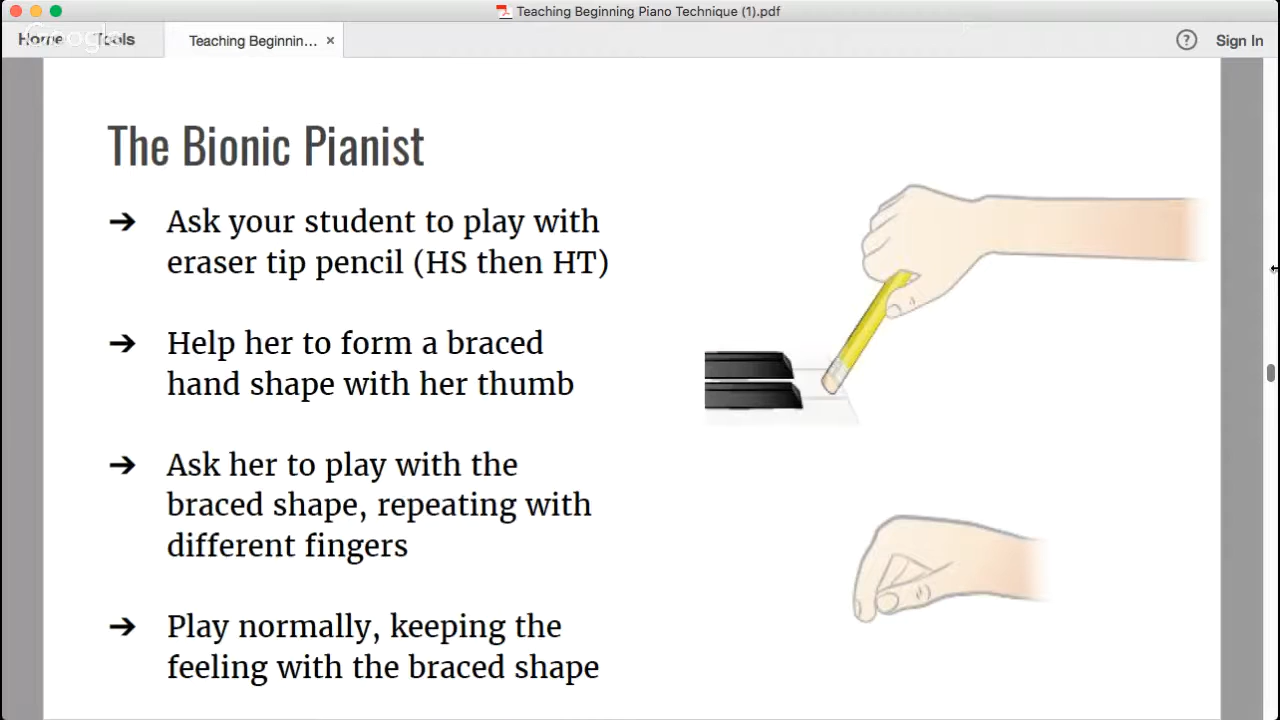 Teaching Beginning Piano Technique (1).pdf
Home
Tools
Google
Teaching Beginnin... ×
? Sign In
The Bionic Pianist
➔ Ask your student to play with
eraser tip pencil (HS then HT)
➔ Help her to form a braced
hand shape with her thumb
➔ Ask her to play with the
braced shape, repeating with
different fingers
➔ Play normally, keeping the
feeling with the braced shape